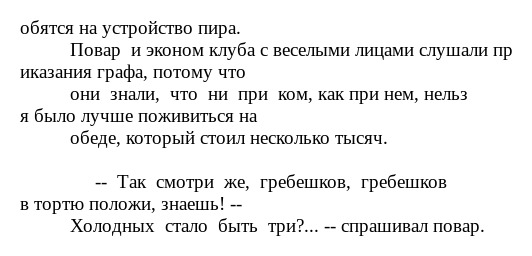 обятся на устройство пира.
Повар  и эконом клуба с веселыми лицами слушали пр
иказания графа, потому что
они  знали,  что  ни  при  ком, как при нем, нельз
я было лучше поживиться на
обеде, который стоил несколько тысяч.
--  Так  смотри  же,  гребешков,  гребешков
в тортю положи, знаешь! --
Холодных  стало  быть  три?... -- спрашивал повар.